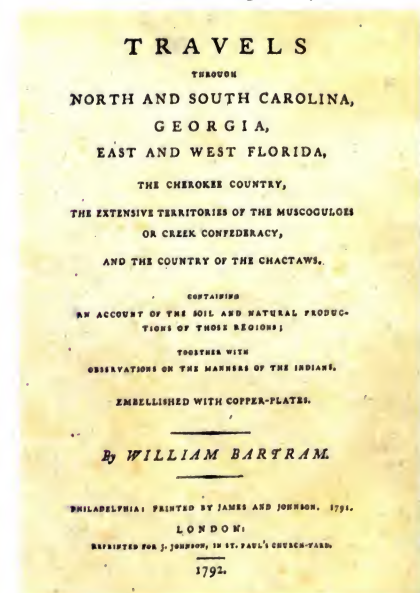 TRAVELS
THROUGH
NORTH AND SOUTH CAROLINA,
GEORGIA,
EAST AND WEST FLORIDA,
THE CHEROKEE COUNTRY,
THE EXTENSIVE TERRITORIES OF THE MUSCOGULGES
OR CREEK CONFEDERACY,
AND THE COUNTRY OF THE CHACTAWS.
CONTAINING
AN ACCOUNT OF THE SOIL AND NATURAL PRODUC-
TIONS OF THOSE REGIONS;
TOGETHER WITH
OBSERVATIONS ON THE MANNERS OF THE INDIANS.
EMBELLISHED WITH COPPER-PLATES.
By WILLIAM BARTRAM.
PHILADELPHIA: PRINTED BY JAMES AND JOHNSON. 1791.
LONDON:
REPRINTED FOR J. JOHNSON, IN ST. PAUL'S CHURCH-YARD.
1792.